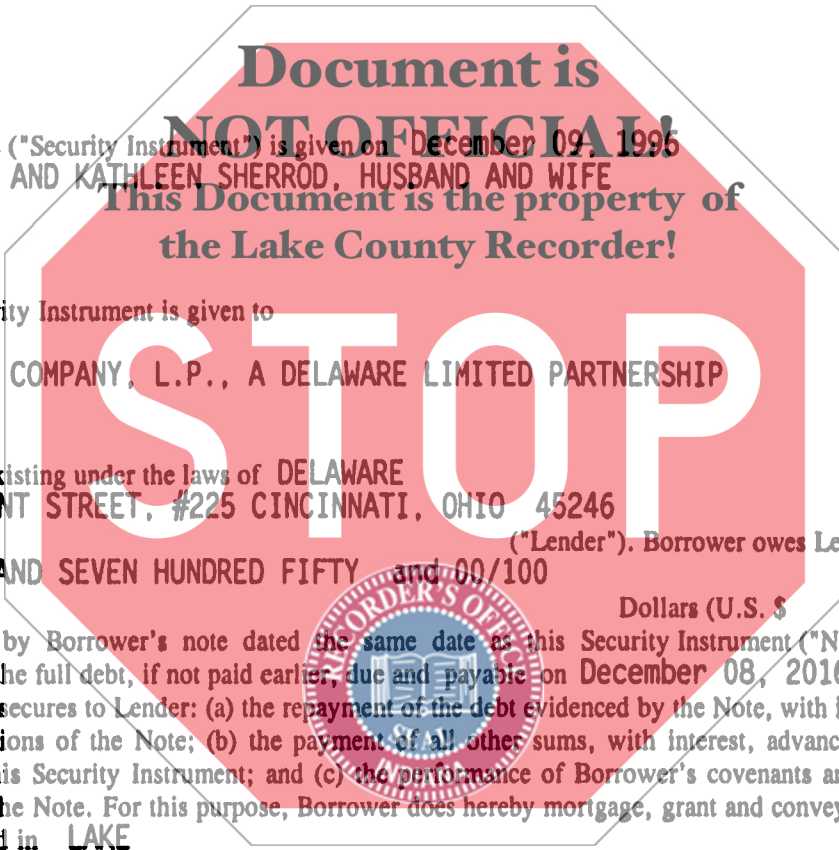 Document is
NOT OFFICIAL!
("Security Instrument") is given on December 09, 1996
AND KATHLEEN SHERROD, HUSBAND AND WIFE
This Document is the property of
the Lake County Recorder!
ity Instrument is given to
STOP
COMPANY, L.P., A DELAWARE LIMITED PARTNERSHIP
xisting under the laws of DELAWARE
NT STREET, #225 CINCINNATI, OHIO 45246
("Lender"). Borrower owes Le
AND SEVEN HUNDRED FIFTY and 00/100
Dollars (U.S. $
RECORDER'S OFFICE
by Borrower's note dated the same date as this Security Instrument ("N
he full debt, if not paid earlier, due and payable on December 08, 2016
secures to Lender: (a) the repayment of the debt evidenced by the Note, with i
ions of the Note; (b) the payment of all other sums, with interest, advanc
SEAL
is Security Instrument; and (c) the performance of Borrower's covenants a
INDIANA
he Note. For this purpose, Borrower does hereby mortgage, grant and convey
d in LAKE